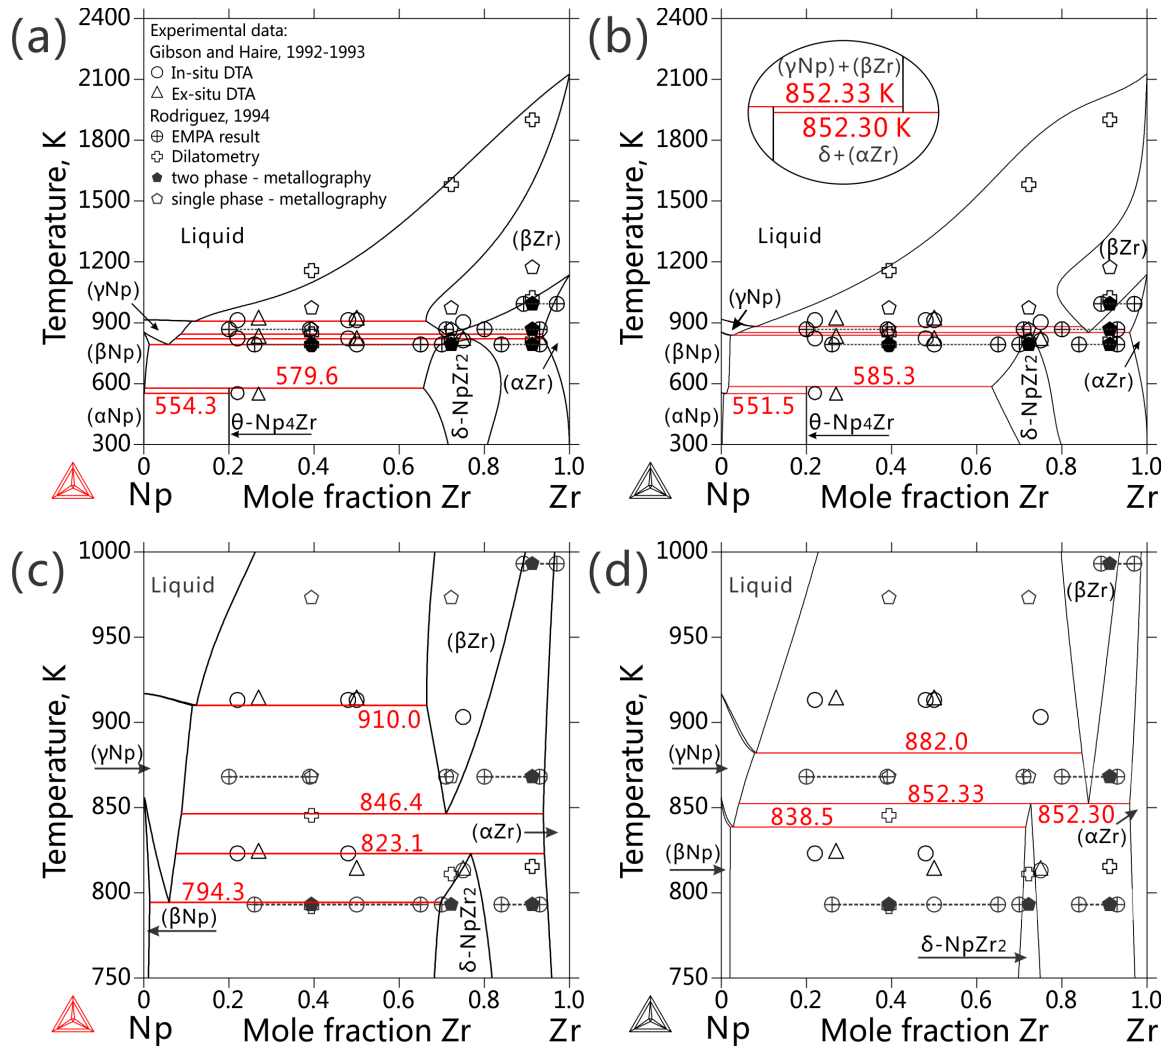 (a)
2400
2100
1800
1500
1200
900
600
300
Temperature, K
Experimental data:
Gibson and Haire, 1992-1993
In-situ DTA
Ex-situ DTA
Rodriguez, 1994
EMPA result
Dilatometry
two phase - metallography
single phase - metallography
Liquid
(βZr)
(γNp)
(βNp)
(αNp)
579.6
554.3
θ-Np4Zr
δ-NpZr2
(αZr)
0 0.2 0.4 0.6 0.8 1.0
Np Mole fraction Zr Zr
(b)
2400
2100
1800
1500
1200
900
600
300
Temperature, K
(γNp)+(βZr)
852.33 K
852.30 K
δ+(αZr)
Liquid
(βZr)
(γNp)
(βNp)
(αNp)
585.3
551.5
θ-Np4Zr
δ-NpZr2
(αZr)
0 0.2 0.4 0.6 0.8 1.0
Np Mole fraction Zr Zr
(c)
1000
950
900
850
800
750
Temperature, K
Liquid
(βZr)
910.0
(γNp)
846.4
(αZr)
823.1
794.3
(βNp)
δ-NpZr2
0 0.2 0.4 0.6 0.8 1.0
Np Mole fraction Zr Zr
(d)
1000
950
900
850
800
750
Temperature, K
Liquid
(βZr)
882.0
(γNp)
852.33
838.5
852.30
(αZr)
(βNp)
δ-NpZr2
0 0.2 0.4 0.6 0.8 1.0
Np Mole fraction Zr Zr